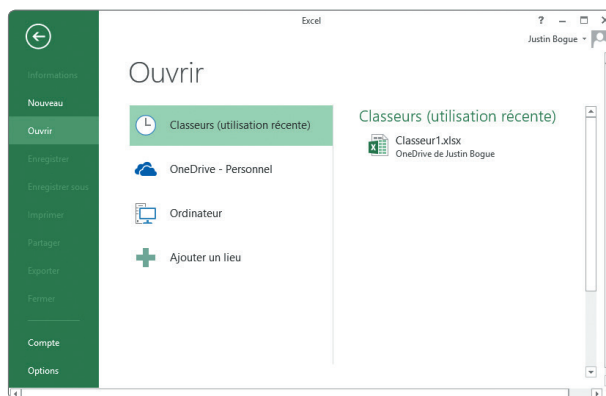 Excel
?
Justin Bogue
Informations
Nouveau
Ouvrir
Enregistrer
Enregistrer sous
Imprimer
Partager
Exporter
Fermer
Compte
Options
Ouvrir
Classeurs (utilisation récente)
OneDrive - Personnel
Ordinateur
Ajouter un lieu
Classeurs (utilisation récente)
Classeur1.xlsx
OneDrive de Justin Bogue